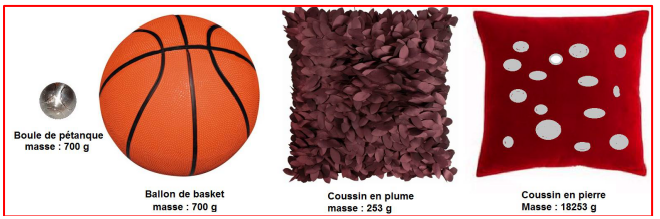 Boule de pétanque
masse : 700 g
Ballon de basket
masse : 700 g
Coussin en plume
masse : 253 g
Coussin en pierre
Masse : 18253 g